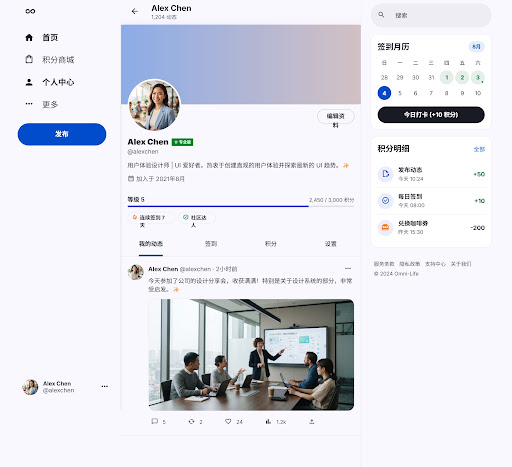 首页
积分商城
个人中心
更多
发布
Alex Chen
@alexchen
Alex Chen
1,204 动态
编辑资
料
Alex Chen 专业版
@alexchen
用户体验设计师 | UI 爱好者。热衷于创建直观的用户体验并探索最新的 UI 趋势。✨
加入于 2021年8月
等级 5 2,450 / 3,000 积分
连续签到 7
天
社区达
人
我的动态 签到 积分 设置
Alex Chen @alexchen · 2小时前
今天参加了公司的设计分享会，收获满满！特别是关于设计系统的部分，非常
受启发。✨
5 2 24 1.2k
搜索
签到月历 8月
日 一 二 三 四 五 六
28 29 30 31 1 2 3
4 5 6 7 8 9 10
今日打卡 (+10 积分)
积分明细 全部
发布动态
今天 10:24
+50
每日签到
今天 08:00
+10
兑换咖啡券
昨天 15:30
-200
服务条款 隐私政策 支持中心 关于我们
© 2024 Omni-Life